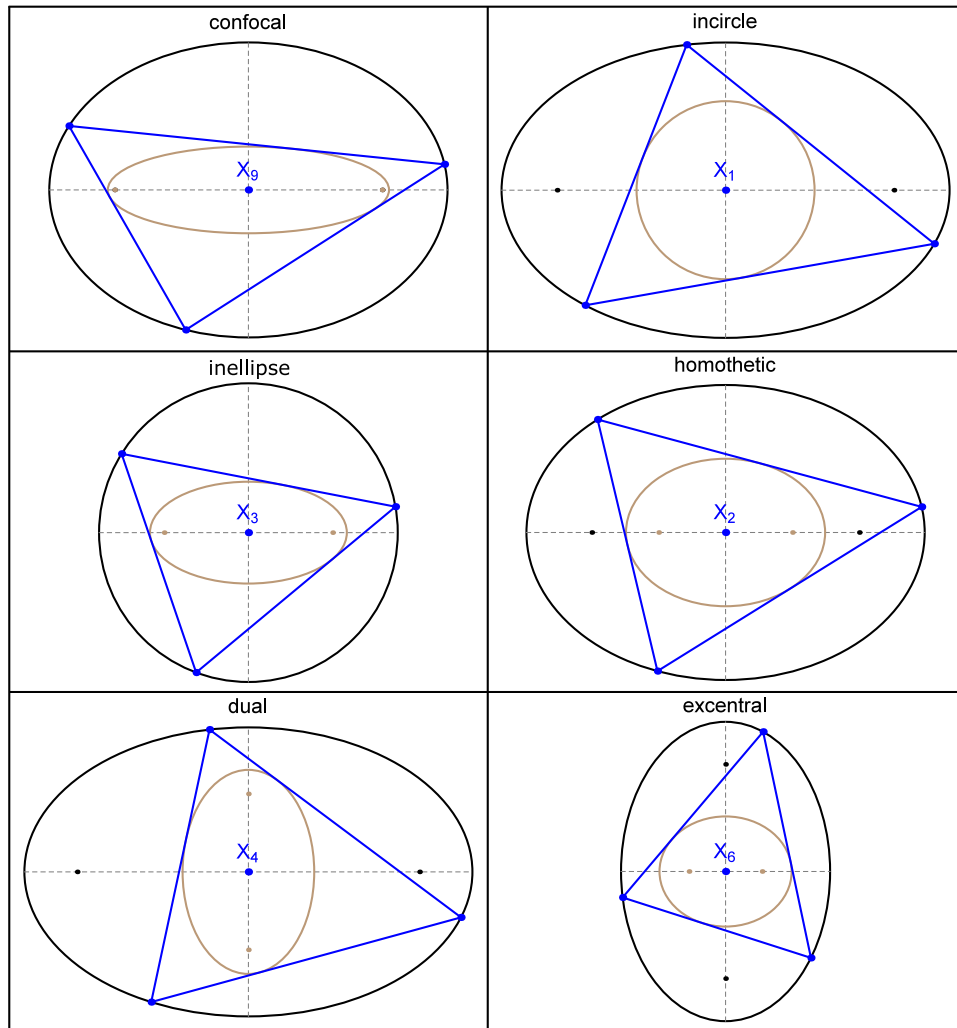 confocal
X9
incircle
X1
inellipse
X3
homothetic
X2
dual
X4
excentral
X6